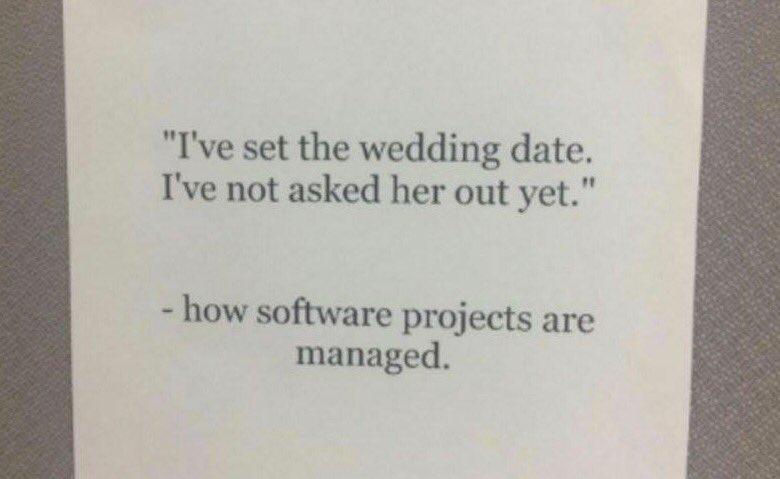 "I've set the wedding date.
I've not asked her out yet."
- how software projects are
managed.